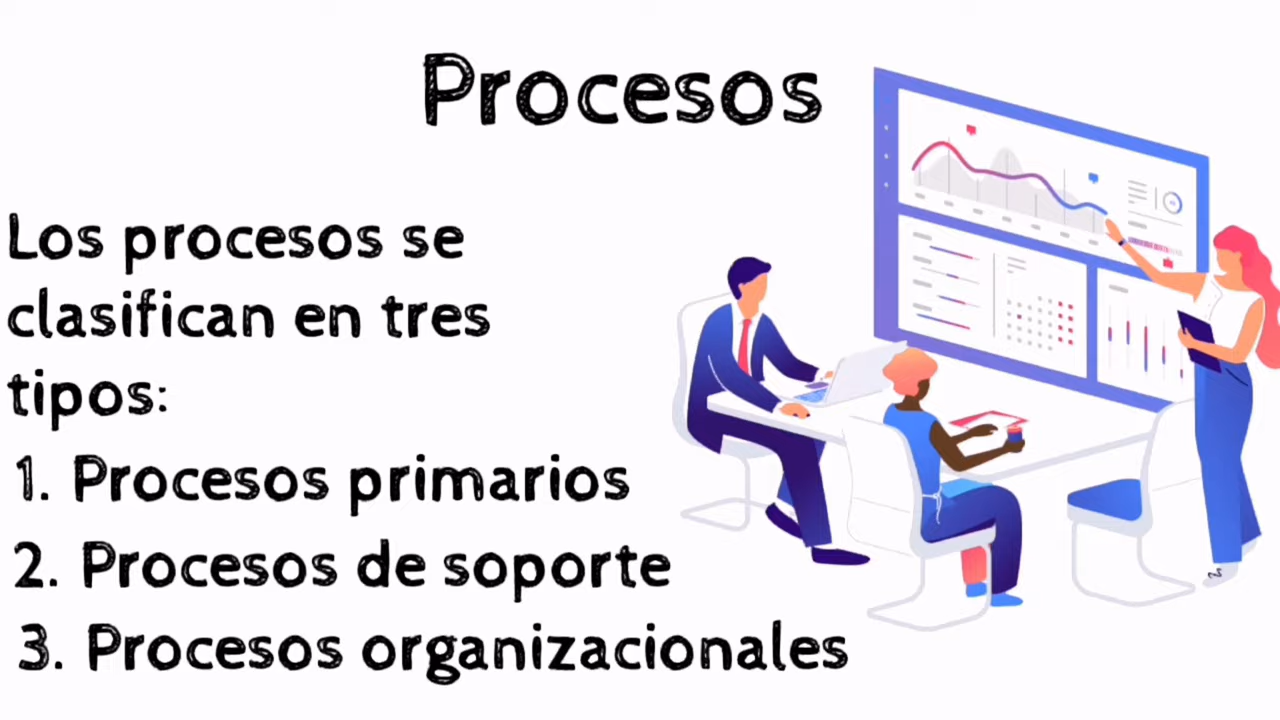 Procesos
Los procesos se
clasifican en tres
tipos:
1. Procesos primarios
2. Procesos de soporte
3. Procesos organizacionales